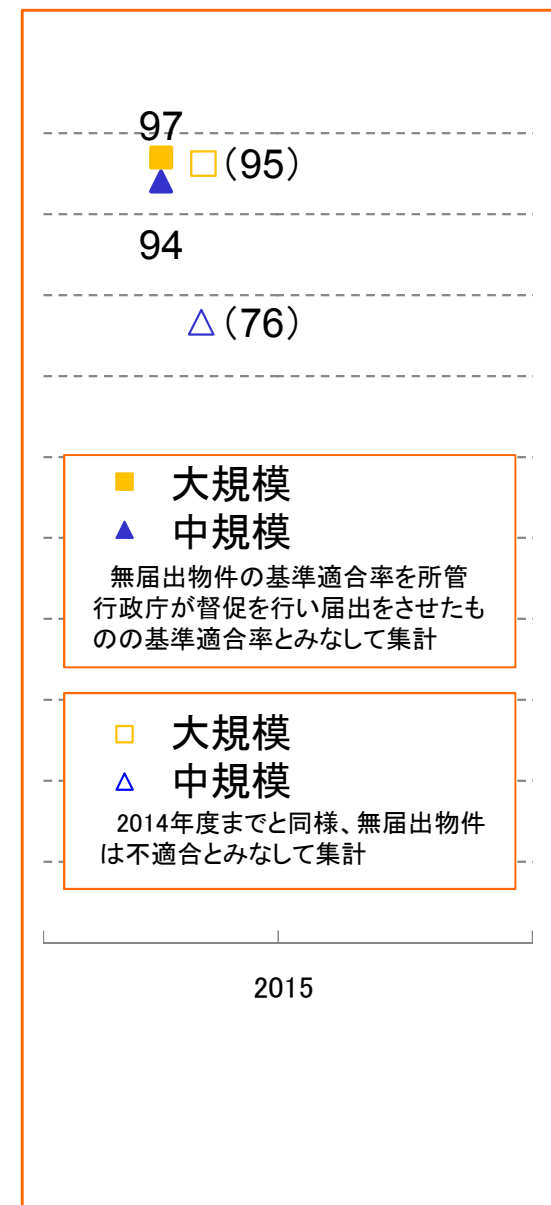 97
（95）
94
（76）
大規模
中規模
無届出物件の基準適合率を所管
行政庁が督促を行い届出をさせたも
のの基準適合率とみなして集計
大規模
中規模
2014年度までと同様、無届出物件
は不適合とみなして集計
2015